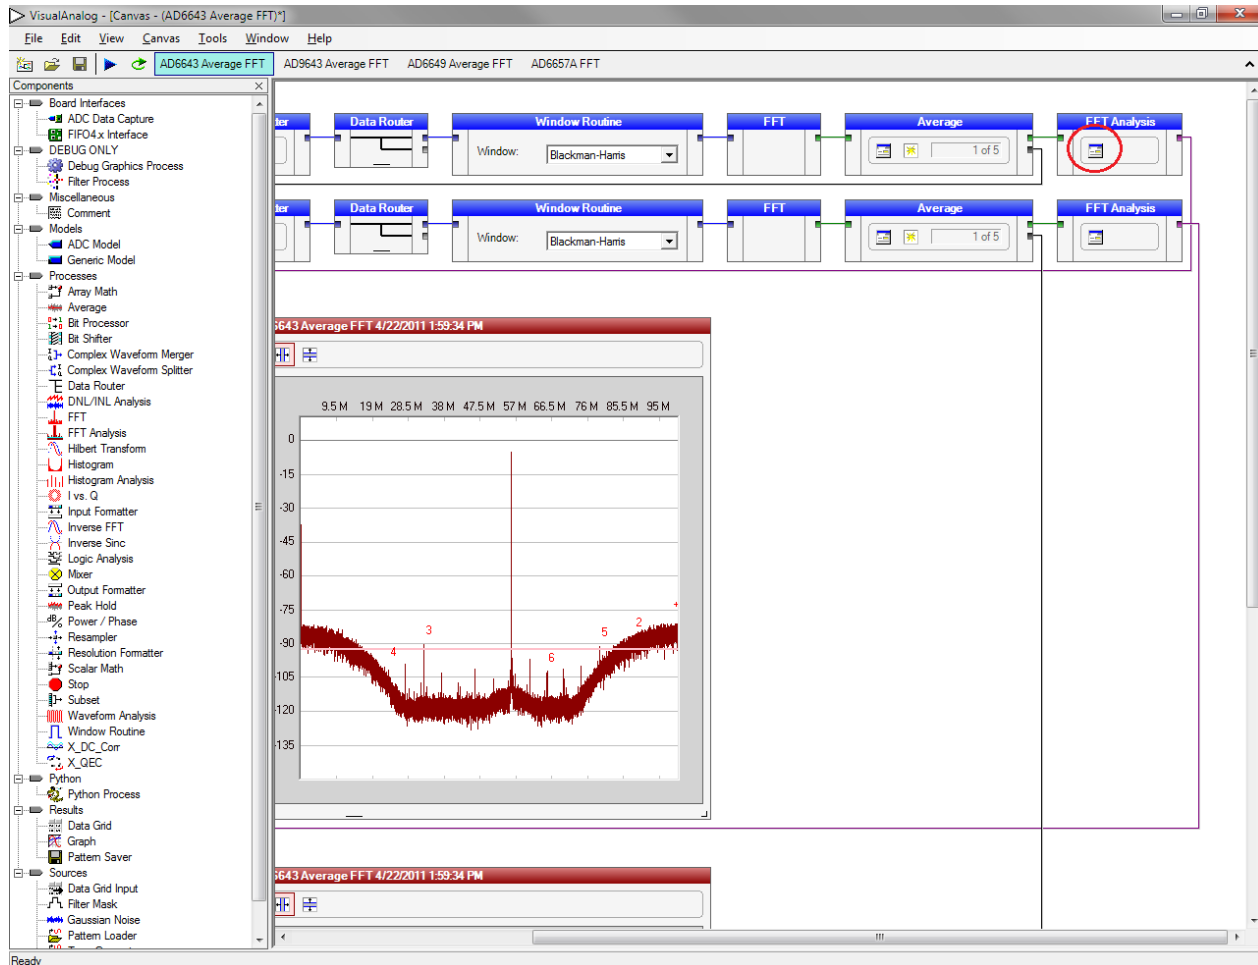 VisualAnalog - [Canvas - (AD6643 Average FFT)*]
File Edit View Canvas Tools Window Help
AD6643 Average FFT AD9643 Average FFT AD6649 Average FFT AD6657A FFT
Components
Board Interfaces
ADC Data Capture
FIFO4.x Interface
DEBUG ONLY
Debug Graphics Process
Filter Process
Miscellaneous
Comment
Models
ADC Model
Generic Model
Processes
Array Math
Average
Bit Processor
Bit Shifter
Complex Waveform Merger
Complex Waveform Splitter
Data Router
DNL/INL Analysis
FFT
FFT Analysis
Hilbert Transform
Histogram
Histogram Analysis
I vs. Q
Input Formatter
Inverse FFT
Inverse Sinc
Logic Analysis
Mixer
Output Formatter
Peak Hold
Power / Phase
Resampler
Resolution Formatter
Scalar Math
Stop
Subset
Waveform Analysis
Window Routine
X_DC_Corr
X_QEC
Python
Python Process
Results
Data Grid
Graph
Pattern Saver
Sources
Data Grid Input
Filter Mask
Gaussian Noise
Pattern Loader
Data Router Window Routine FFT Average FFT Analysis
Window: Blackman-Harris 1 of 5
Data Router Window Routine FFT Average FFT Analysis
Window: Blackman-Harris 1 of 5
6643 Average FFT 4/22/2011 1:59:34 PM
9.5 M 19 M 28.5 M 38 M 47.5 M 57 M 66.5 M 76 M 85.5 M 95 M
0
-15
-30
-45
-60
-75
+
2
3
5
-90
4
6
-105
-120
-135
6643 Average FFT 4/22/2011 1:59:34 PM
Ready